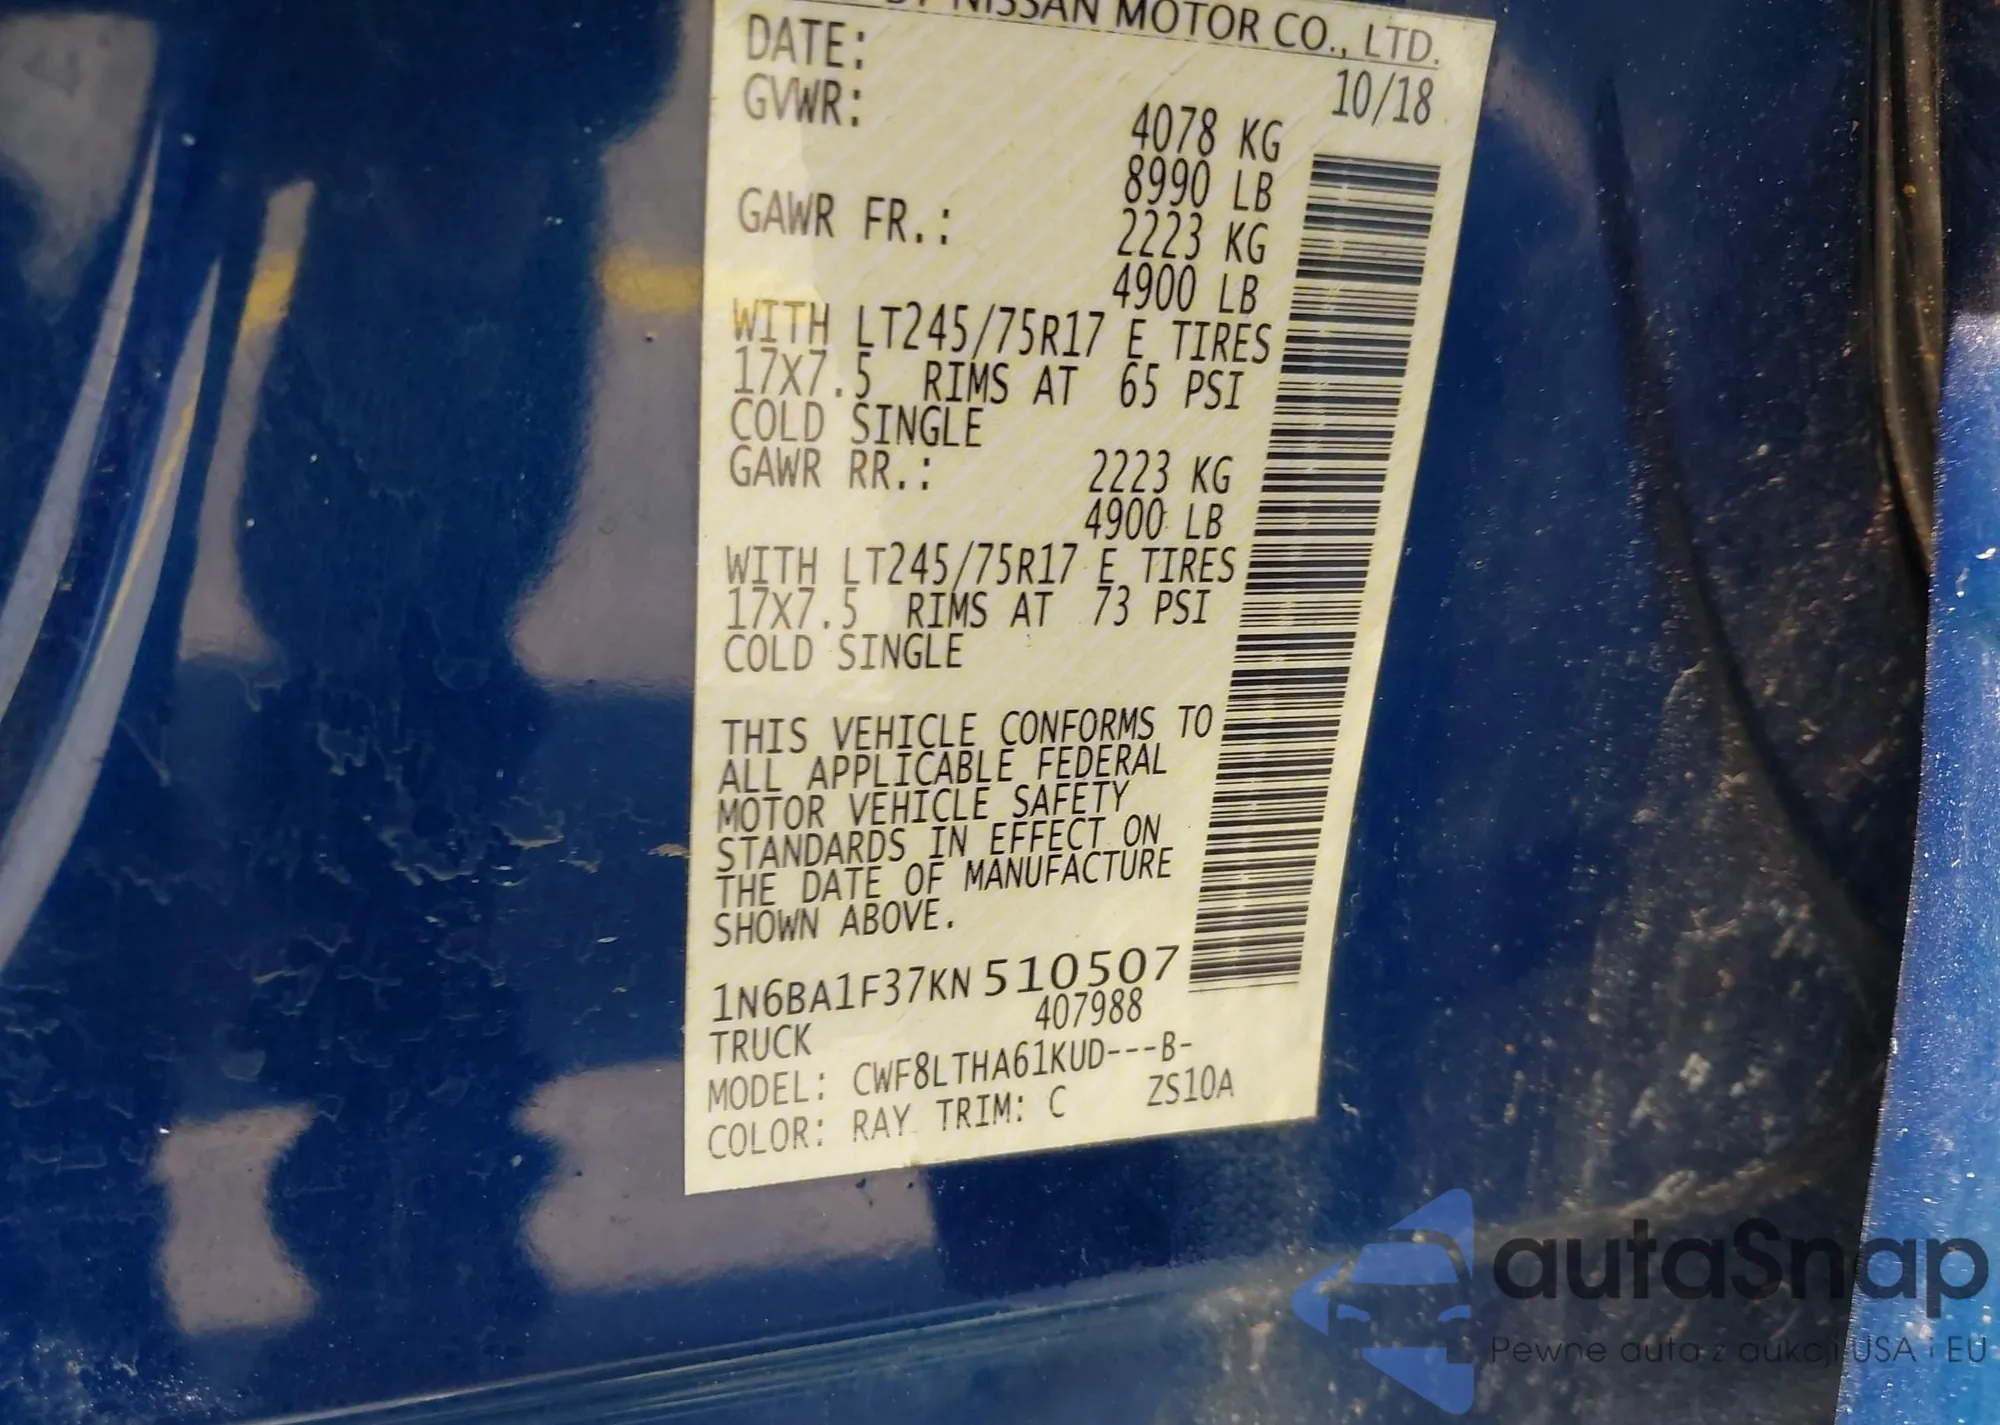 BY NISSAN MOTOR CO., LTD.
DATE: 10/18
GVWR: 4078 KG
8990 LB
GAWR FR.: 2223 KG
4900 LB
WITH LT245/75R17 E TIRES
17X7.5 RIMS AT 65 PSI
COLD SINGLE
GAWR RR.: 2223 KG
4900 LB
WITH LT245/75R17 E TIRES
17X7.5 RIMS AT 73 PSI
COLD SINGLE
THIS VEHICLE CONFORMS TO
ALL APPLICABLE FEDERAL
MOTOR VEHICLE SAFETY
STANDARDS IN EFFECT ON
THE DATE OF MANUFACTURE
SHOWN ABOVE.
1N6BA1F37KN510507
TRUCK 407988
MODEL: CWF8LTHA61KUD---B-
COLOR: RAY TRIM: C ZS10A
autaSnap
Pewne auta z aukcji USA i EU